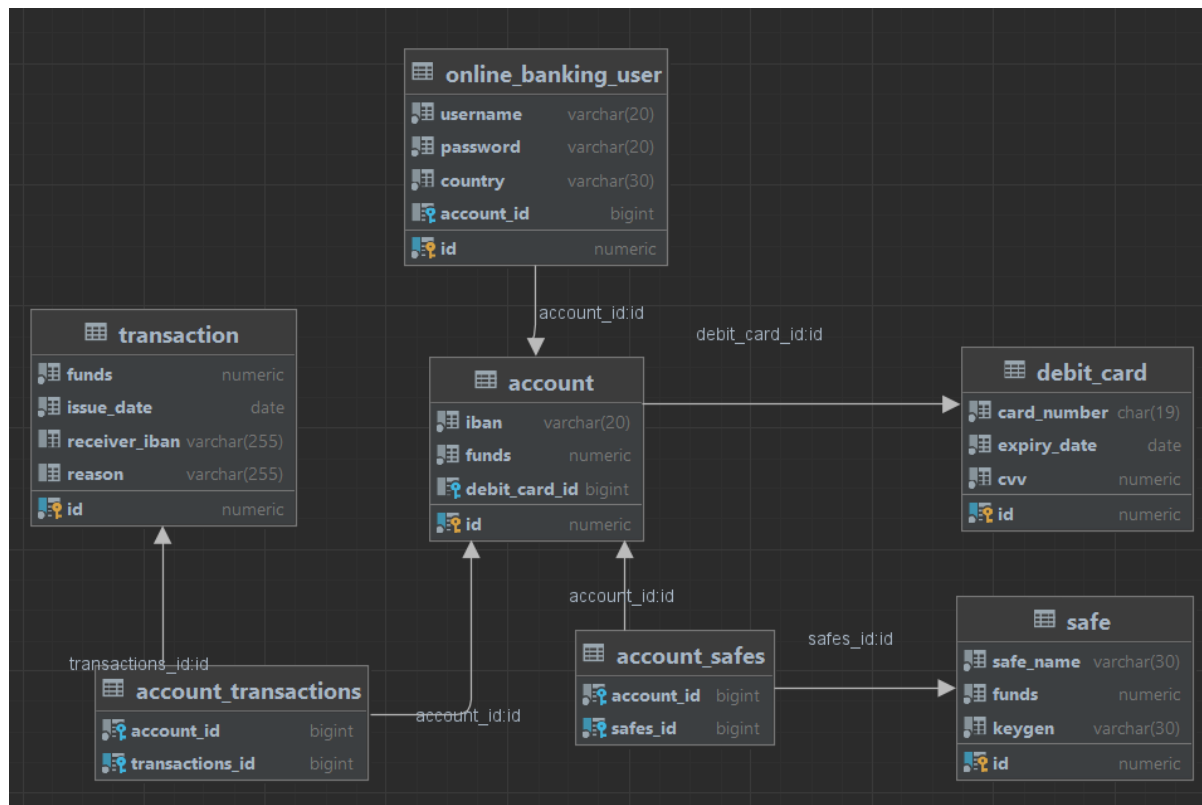 online_banking_user
username varchar(20)
password varchar(20)
country varchar(30)
account_id bigint
id numeric
account_id:id
debit_card_id:id
transaction
funds numeric
issue_date date
receiver_iban varchar(255)
reason varchar(255)
id numeric
account
iban varchar(20)
funds numeric
debit_card_id bigint
id numeric
debit_card
card_number char(19)
expiry_date date
cvv numeric
id numeric
account_id:id
safes_id:id
transactions_id:id
account_id:id
account_transactions
account_id bigint
transactions_id bigint
account_safes
account_id bigint
safes_id bigint
safe
safe_name varchar(30)
funds numeric
keygen varchar(30)
id numeric